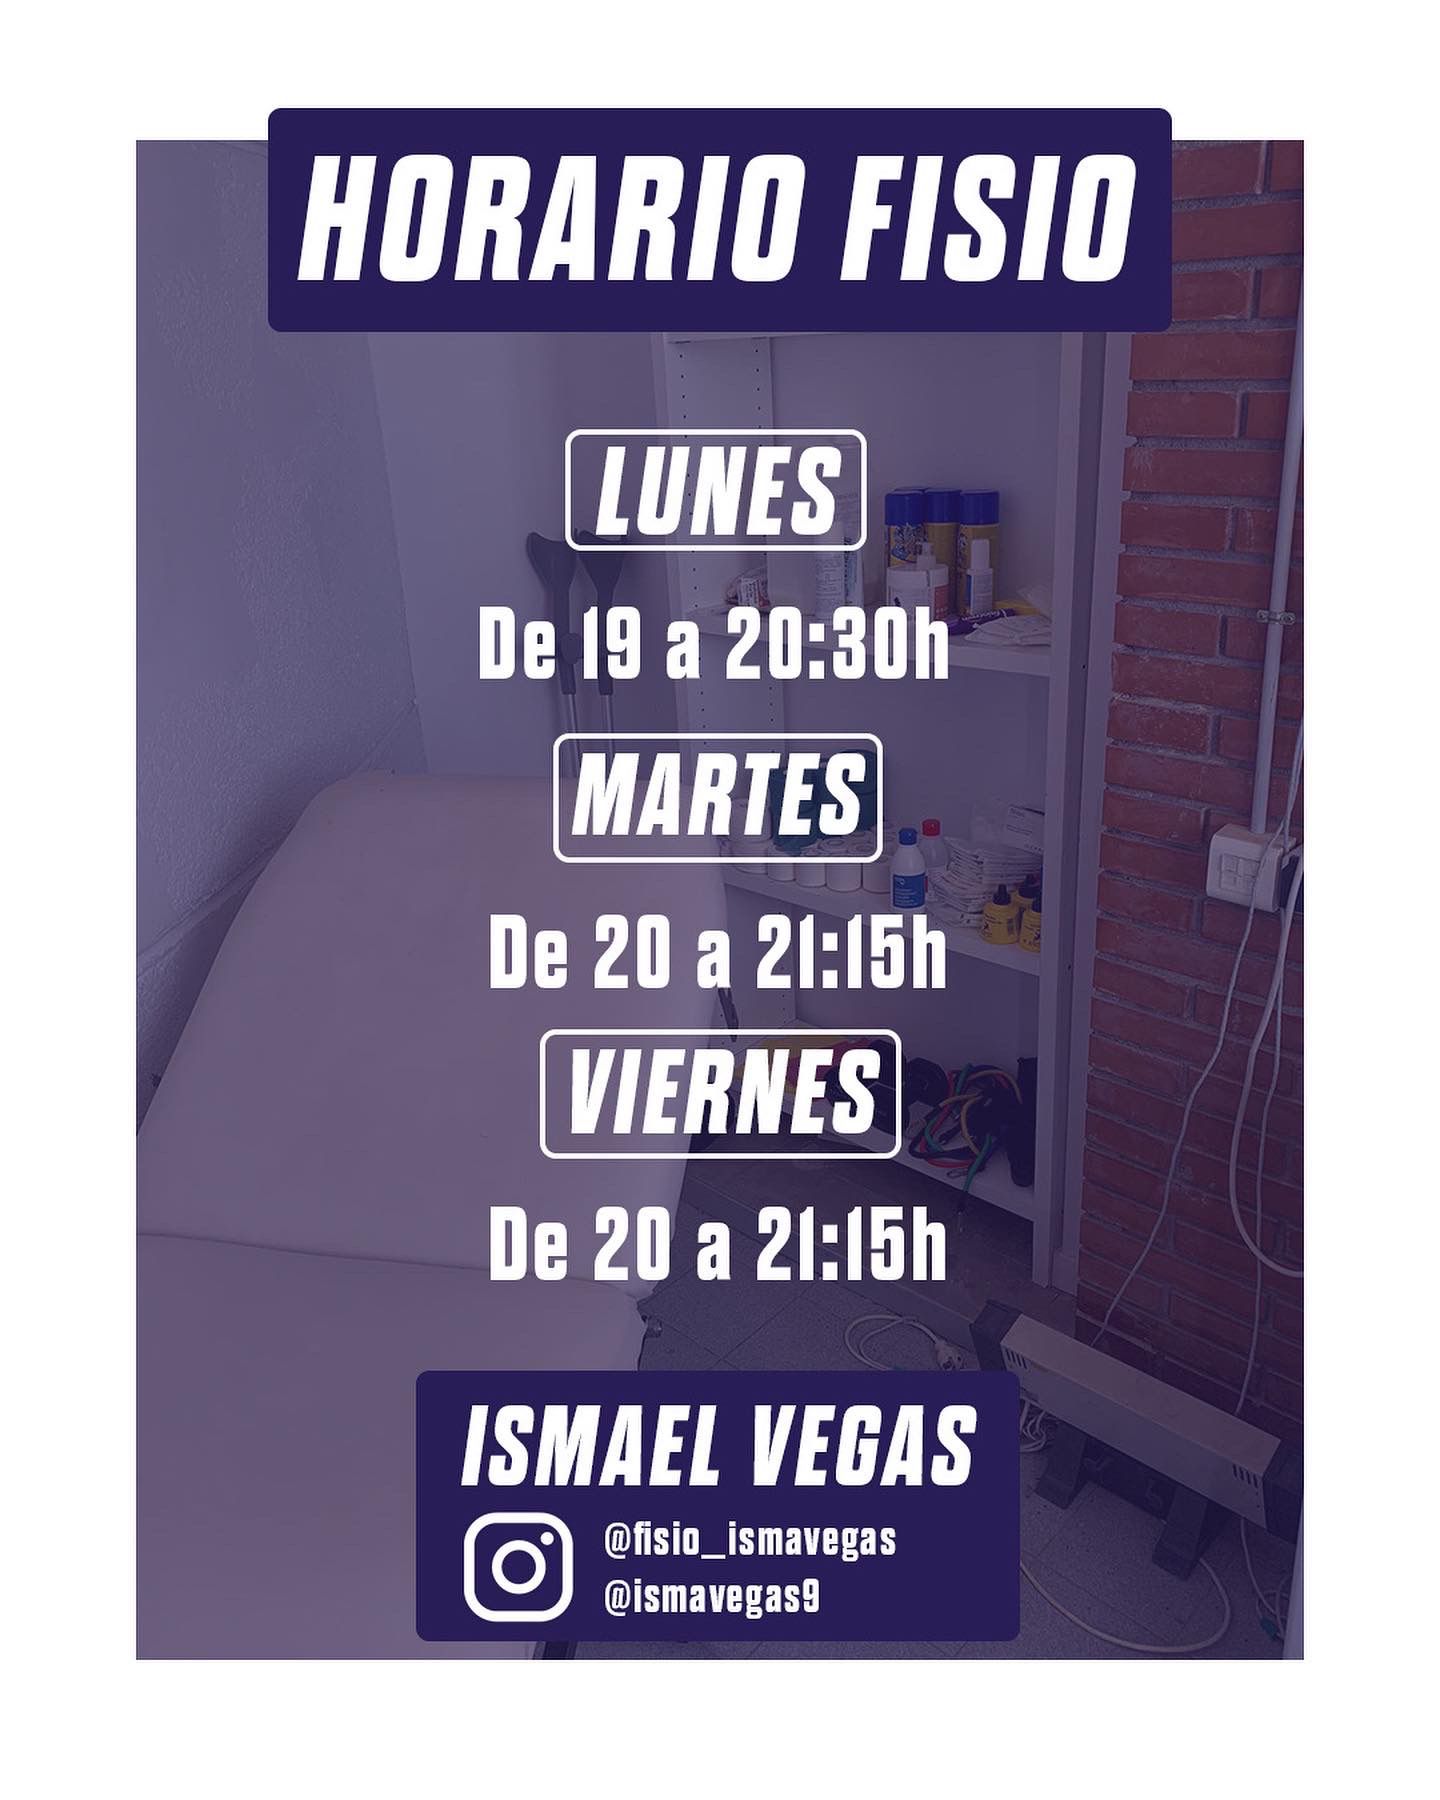 HORARIO FISIO
LUNES
De 19 a 20:30h
MARTES
De 20 a 21:15h
VIERNES
De 20 a 21:15h
ISMAEL VEGAS
@fisio_ismavegas
@ismavegas9